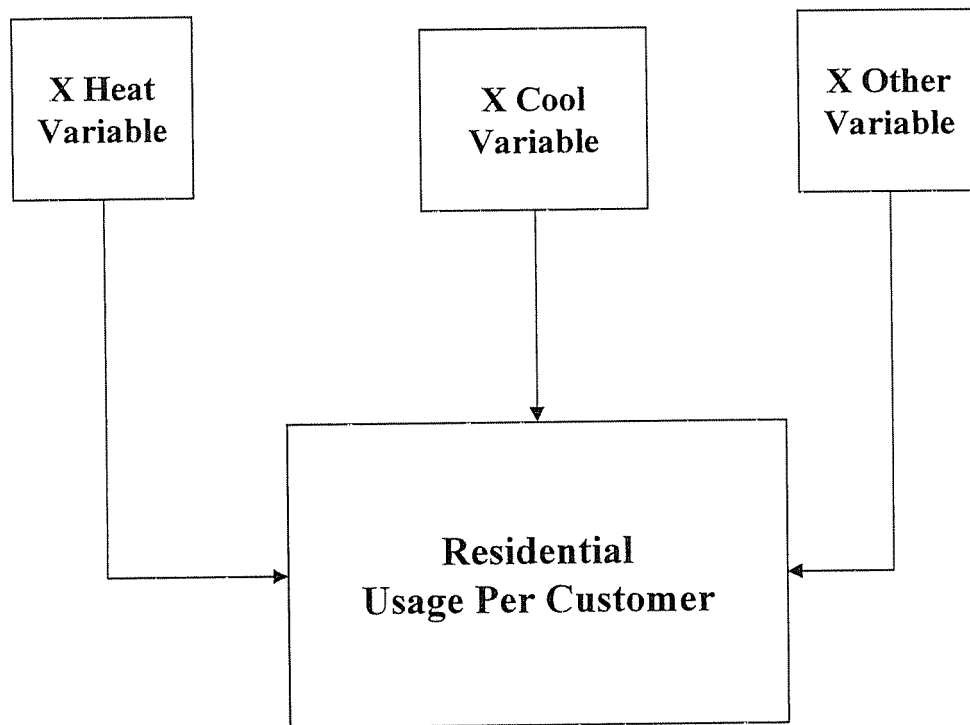 X Heat
Variable
X Cool
Variable
X Other
Variable
Residential
Usage Per Customer